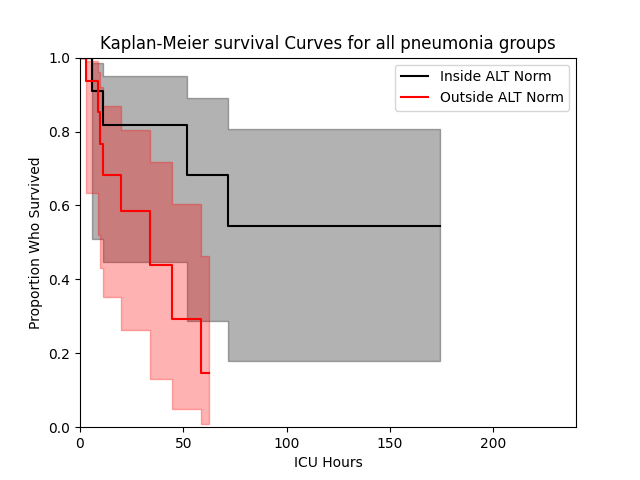 Kaplan-Meier survival Curves for all pneumonia groups
Inside ALT Norm
Outside ALT Norm
1.0
0.8
0.6
0.4
0.2
0.0
Proportion Who Survived
0
50
100
150
200
ICU Hours